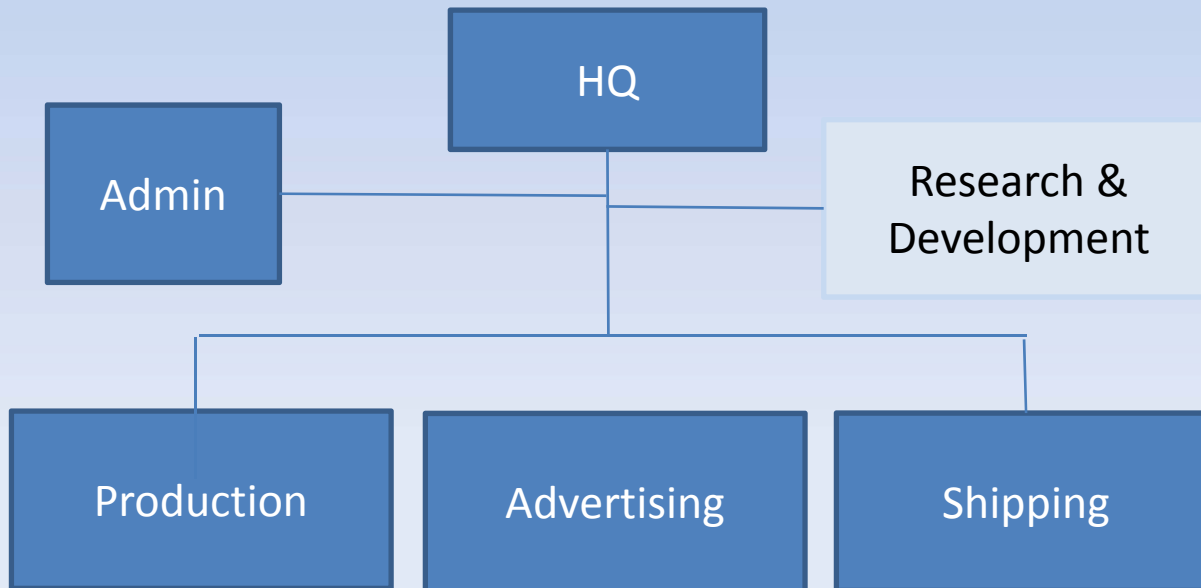 HQ
Admin
Research &
Development
Production
Advertising
Shipping